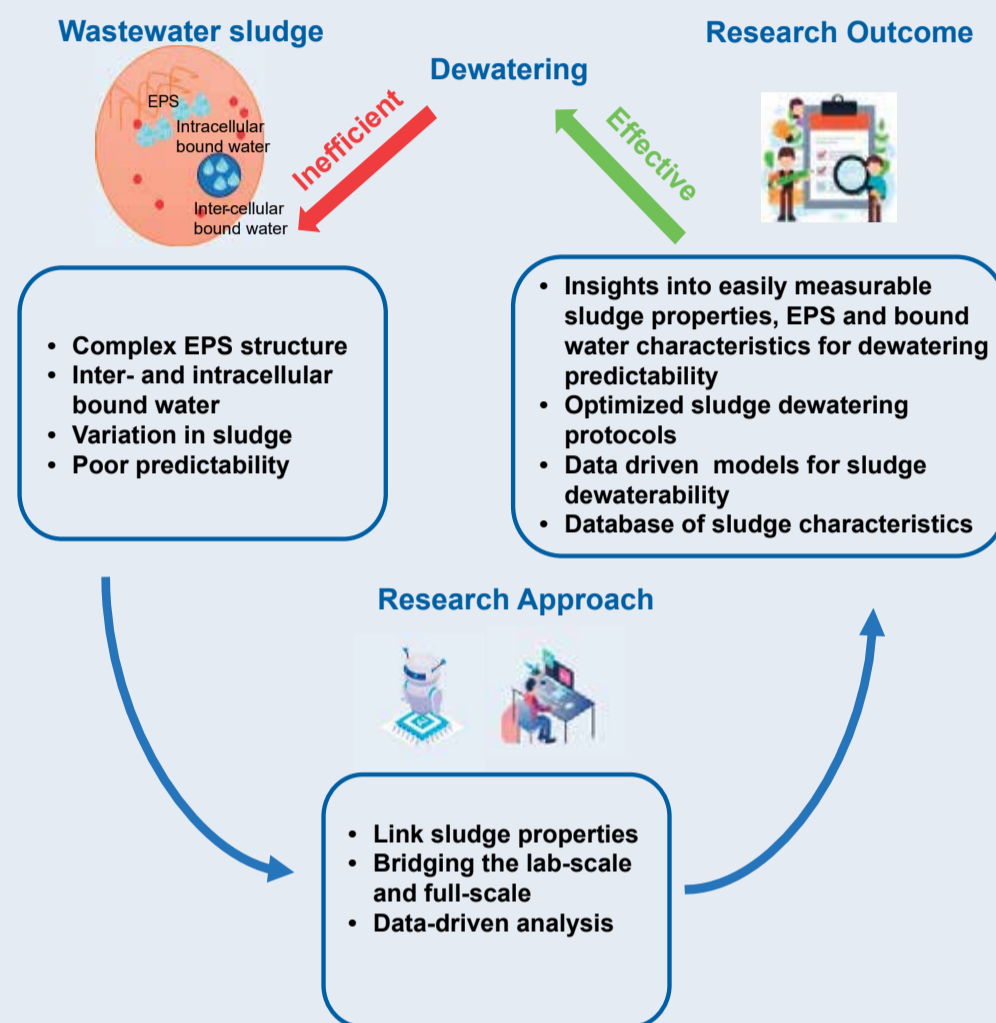 Wastewater sludge
EPS
Intracellular
bound water
Inter-cellular
bound water
Dewatering
Inefficient
Effective
Research Outcome
• Complex EPS structure
• Inter- and intracellular
bound water
• Variation in sludge
• Poor predictability
• Insights into easily measurable
sludge properties, EPS and bound
water characteristics for dewatering
predictability
• Optimized sludge dewatering
protocols
• Data driven models for sludge
dewaterability
• Database of sludge characteristics
Research Approach
• Link sludge properties
• Bridging the lab-scale
and full-scale
• Data-driven analysis